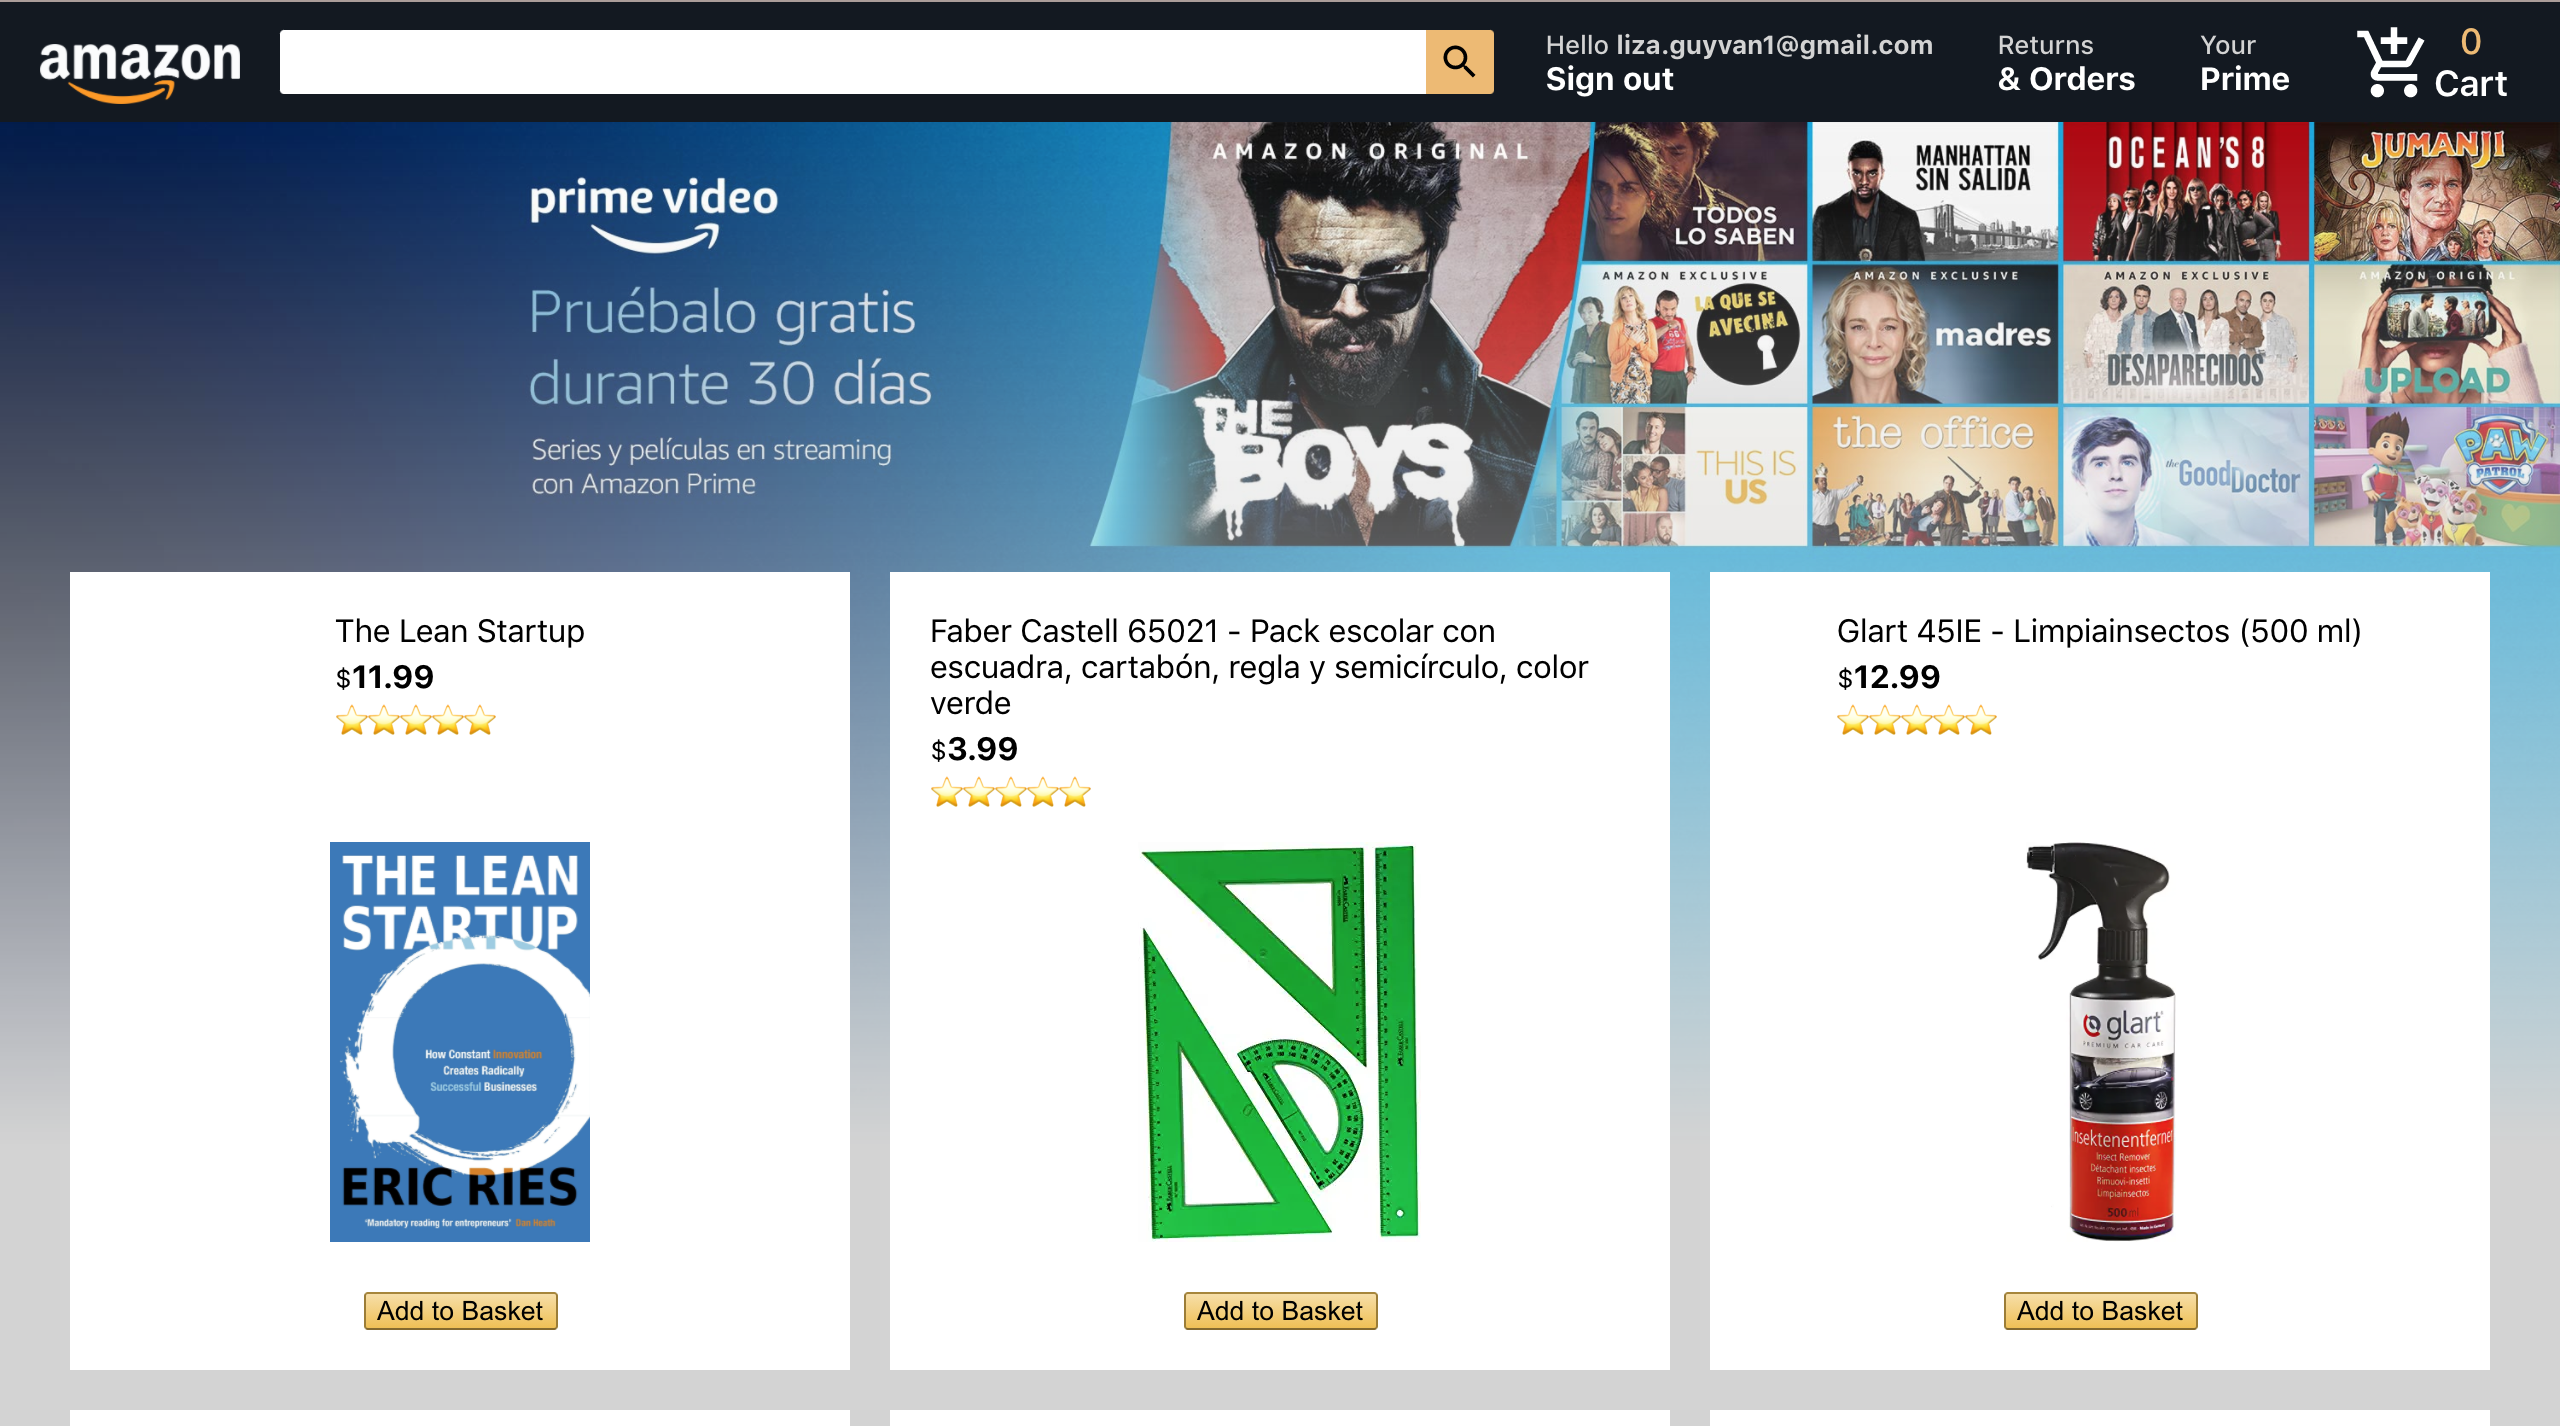 amazon
Hello liza.guyvan1@gmail.com
Sign out
Returns
& Orders
Your
Prime
0
Cart
prime video
Pruébalo gratis
durante 30 días
Series y películas en streaming
con Amazon Prime
AMAZON ORIGINAL
THE
BOYS
TODOS
LO SABEN
MANHATTAN
SIN SALIDA
OCEAN'S 8
JUMANJI
AMAZON EXCLUSIVE
LA QUE SE
AVECINA
AMAZON EXCLUSIVE
madres
AMAZON EXCLUSIVE
DESAPARECIDOS
AMAZON ORIGINAL
UPLOAD
THIS IS
US
the office
the GoodDoctor
PAW
PATROL
The Lean Startup
$11.99
THE LEAN
STARTUP
How Constant Innovation
Creates Radically
Successful Businesses
ERIC RIES
'Mandatory reading for entrepreneurs' Dan Heath
Add to Basket
Faber Castell 65021 - Pack escolar con
escuadra, cartabón, regla y semicírculo, color
verde
$3.99
Add to Basket
Glart 45IE - Limpiainsectos (500 ml)
$12.99
glart
PREMIUM CAR CARE
Insektenentferner
Insect Remover
Détachant insectes
Rimuovi-insetti
Limpiainsectos
500 ml
Add to Basket